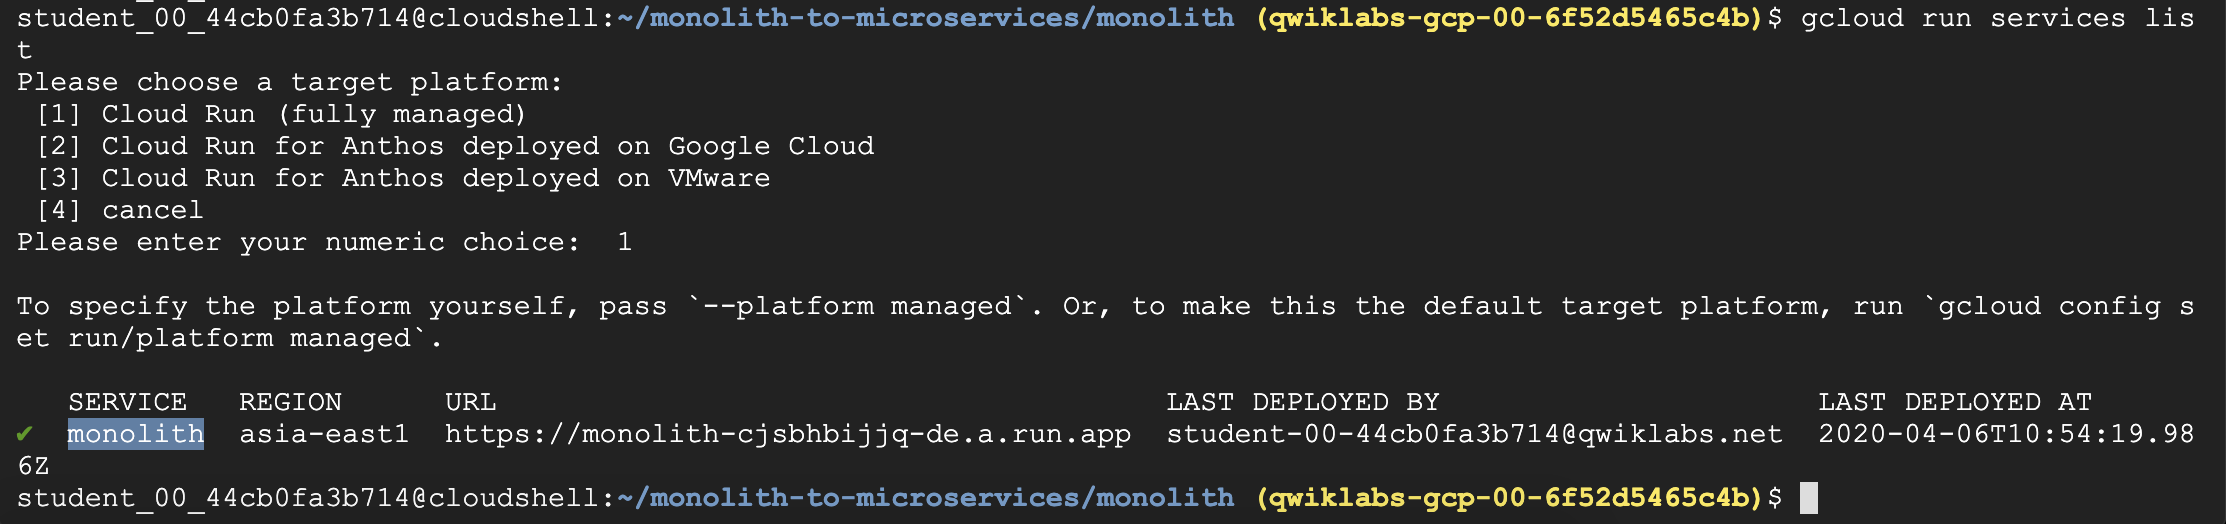 student_00_44cb0fa3b714@cloudshell:~/monolith-to-microservices/monolith (qwiklabs-gcp-00-6f52d5465c4b)$ gcloud run services lis
t
Please choose a target platform:
 [1] Cloud Run (fully managed)
 [2] Cloud Run for Anthos deployed on Google Cloud
 [3] Cloud Run for Anthos deployed on VMware
 [4] cancel
Please enter your numeric choice:  1

To specify the platform yourself, pass `--platform managed`. Or, to make this the default target platform, run `gcloud config s
et run/platform managed`.

   SERVICE   REGION      URL                                       LAST DEPLOYED BY                      LAST DEPLOYED AT
✔  monolith  asia-east1  https://monolith-cjsbhbijjq-de.a.run.app  student-00-44cb0fa3b714@qwiklabs.net  2020-04-06T10:54:19.98
6Z
student_00_44cb0fa3b714@cloudshell:~/monolith-to-microservices/monolith (qwiklabs-gcp-00-6f52d5465c4b)$